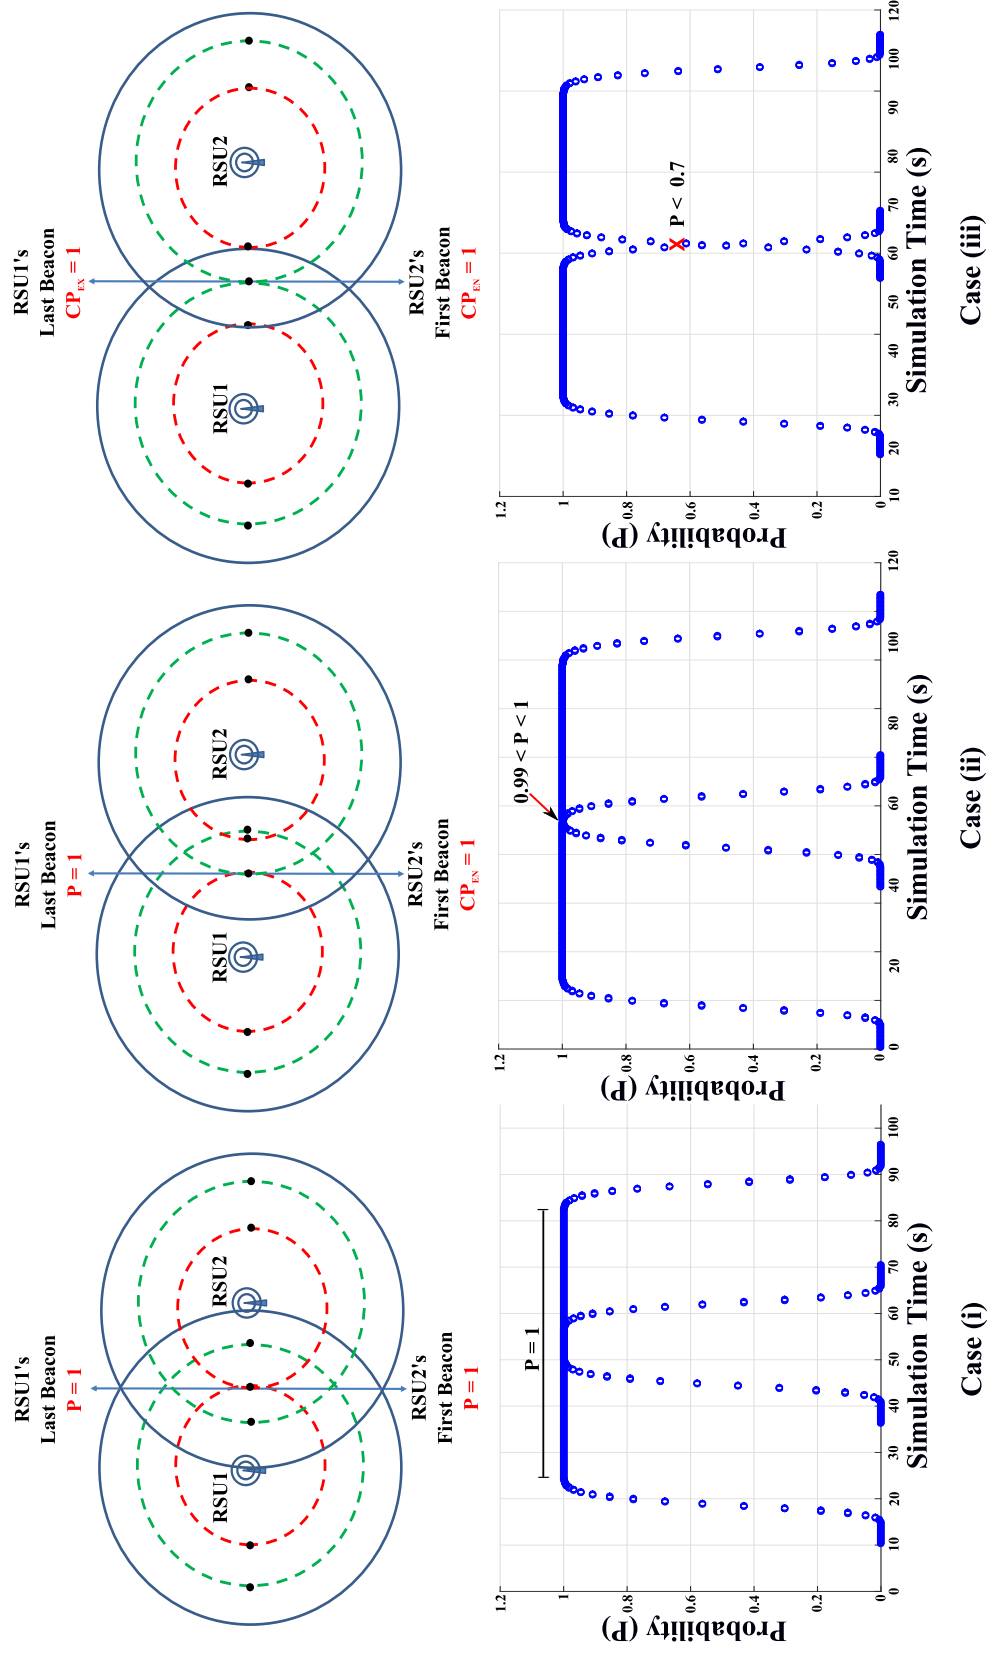 RSU1's
Last Beacon
P = 1
RSU1
RSU2
RSU2's
First Beacon
P = 1
1.2
1
0.8
0.6
0.4
0.2
0
Probability (P)
P = 1
0 10 20 30 40 50 60 70 80 90 100
Simulation Time (s)
Case (i)
RSU1's
Last Beacon
P = 1
RSU1
RSU2
RSU2's
First Beacon
CP_EN = 1
1.2
1
0.8
0.6
0.4
0.2
0
Probability (P)
0.99 < P < 1
0 20 40 60 80 100 120
Simulation Time (s)
Case (ii)
RSU1's
Last Beacon
CP_EX = 1
RSU1
RSU2
RSU2's
First Beacon
CP_EN = 1
1.2
1
0.8
0.6
0.4
0.2
0
Probability (P)
P < 0.7
10 20 30 40 50 60 70 80 90 100 120
Simulation Time (s)
Case (iii)